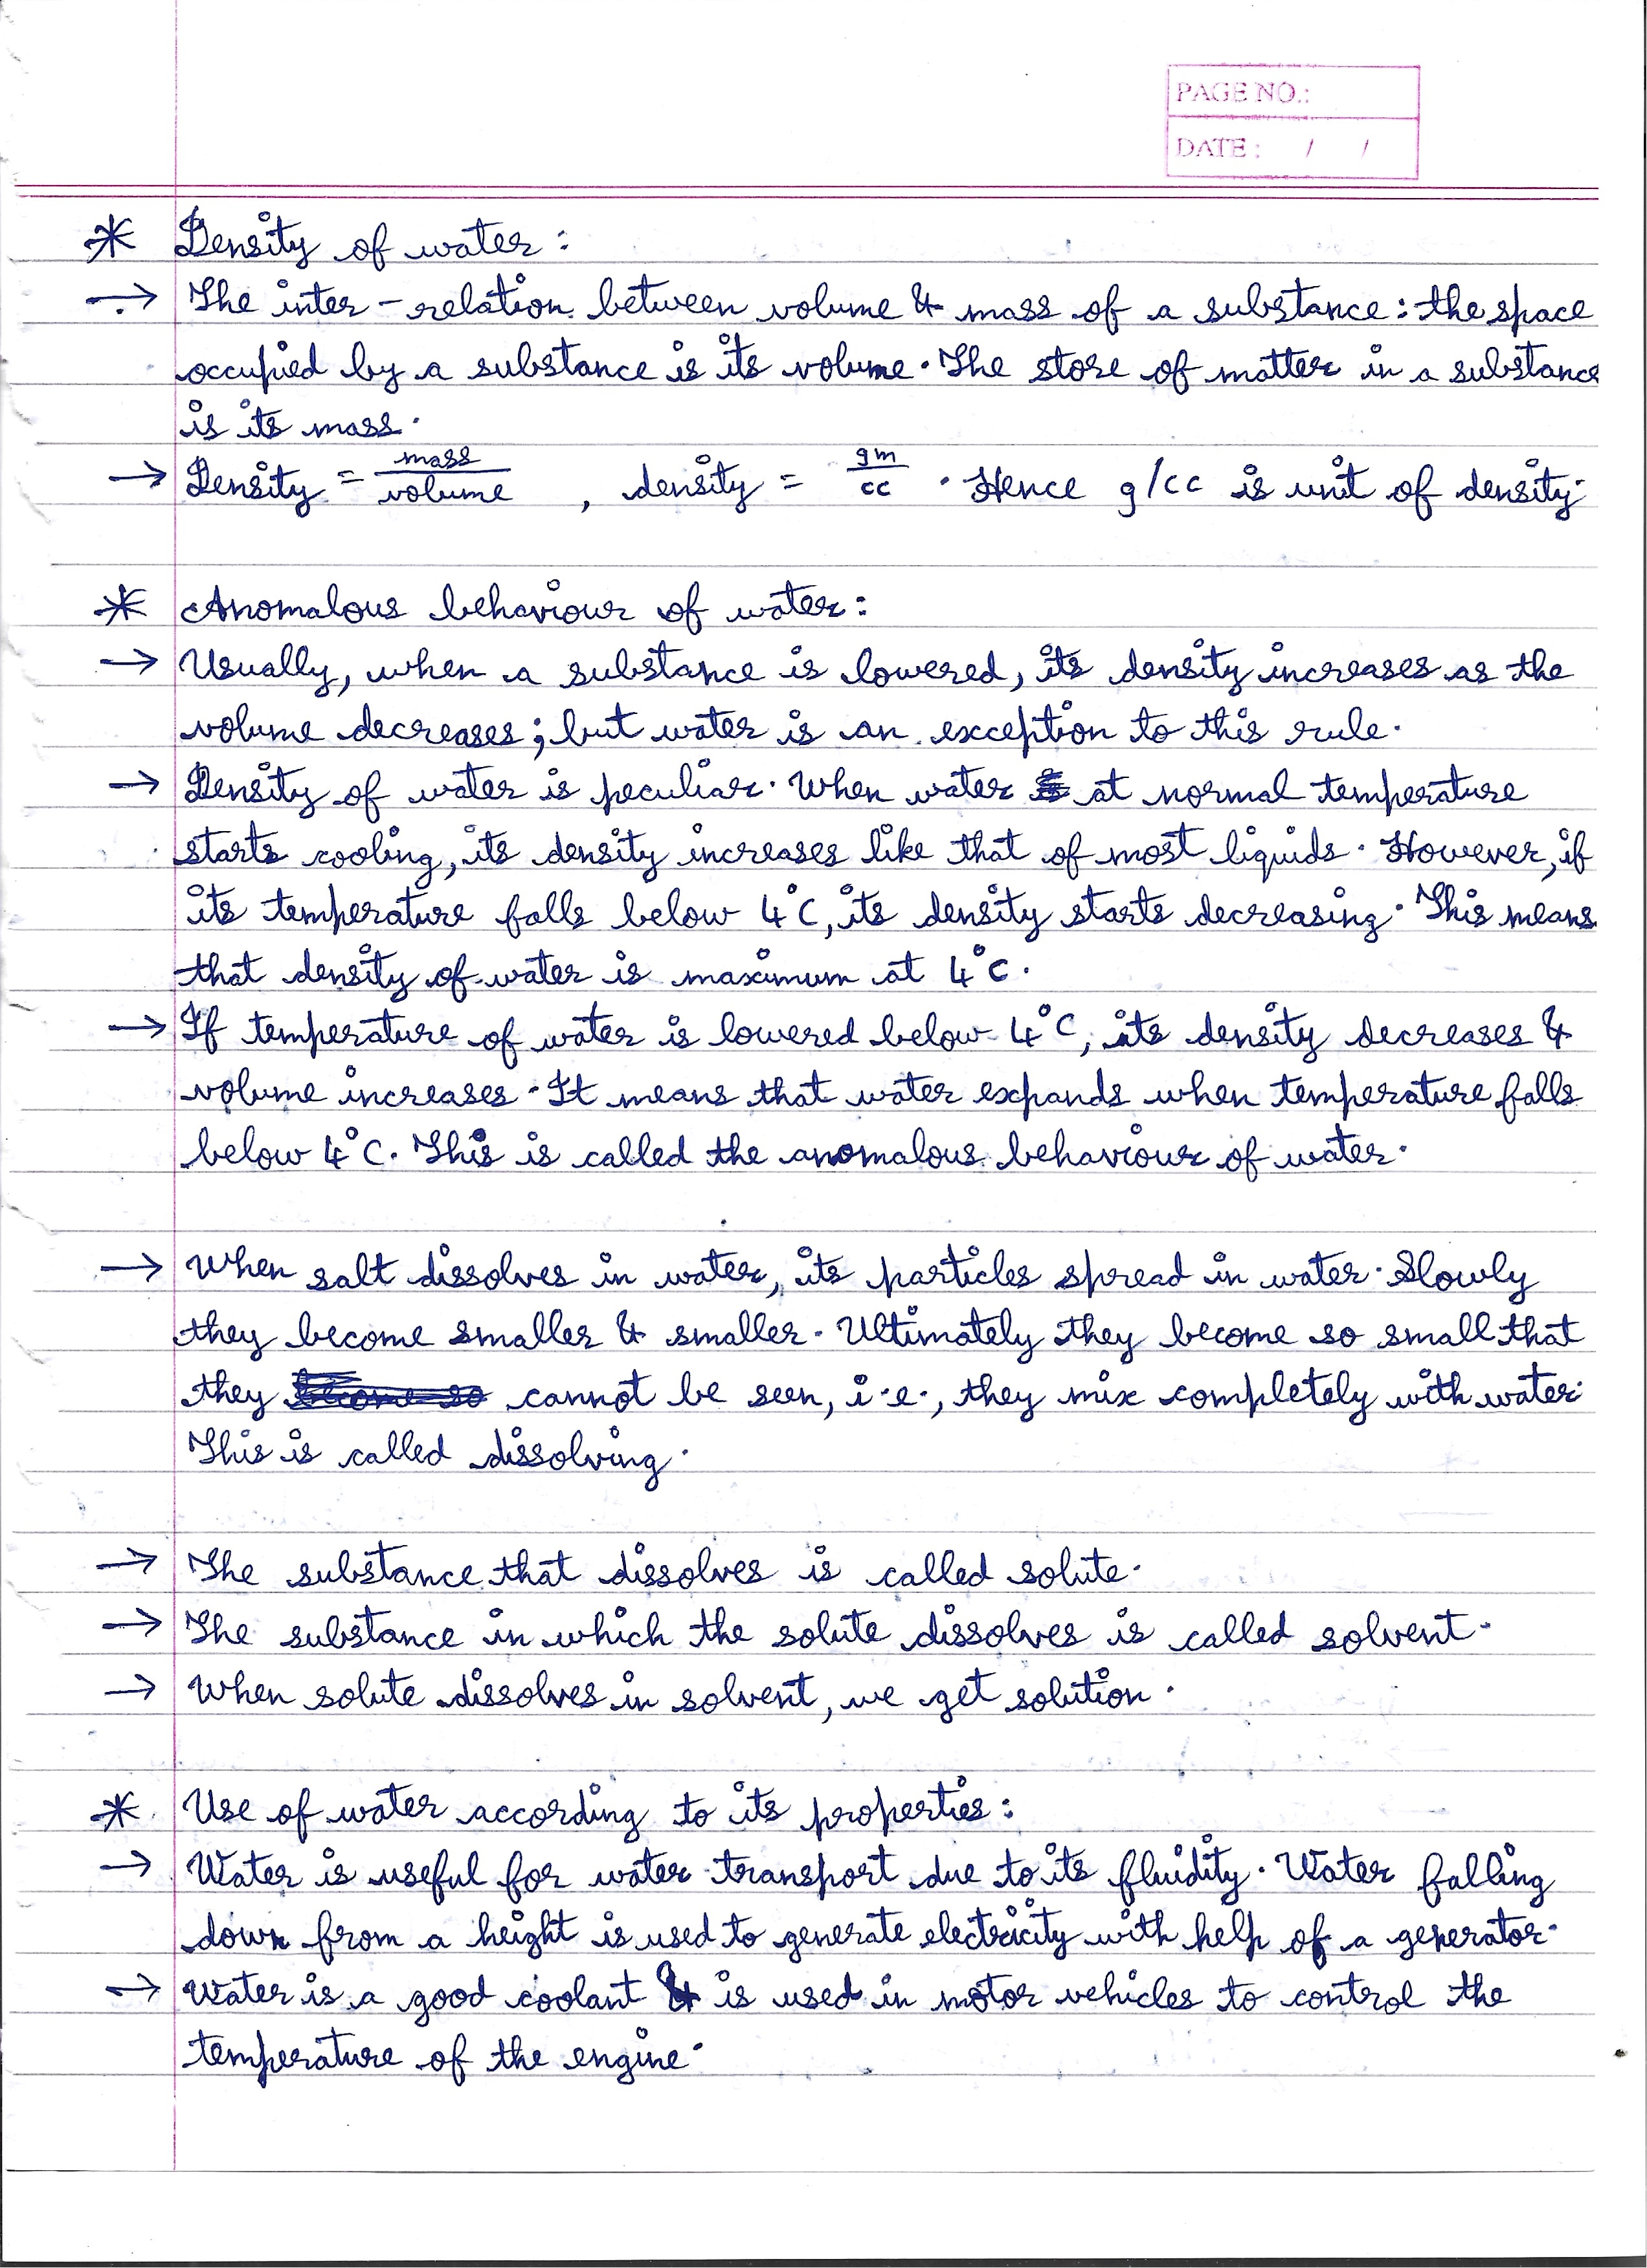 PAGE NO.:
DATE : / /
* Density of water :
→ The inter - relation between volume & mass of a substance : the space
occupied by a substance is its volume. The store of matter in a substance
is its mass.
→ Density = mass/volume , density = gm/cc . Hence g/cc is unit of density.
* Anomalous behaviour of water :
→ Usually, when a substance is lowered, its density increases as the
volume decreases ; but water is an exception to this rule.
→ Density of water is peculiar. When water at normal temperature
starts cooling, its density increases like that of most liquids. However, if
its temperature falls below 4°C, its density starts decreasing. This means
that density of water is maximum at 4°C.
→ If temperature of water is lowered below 4°C, its density decreases &
volume increases. It means that water expands when temperature falls
below 4°C. This is called the anomalous behaviour of water.
→ When salt dissolves in water, its particles spread in water. Slowly
they become smaller & smaller. Ultimately they become so small that
they cannot be seen, i.e., they mix completely with water.
This is called dissolving.
→ The substance that dissolves is called solute.
→ The substance in which the solute dissolves is called solvent.
→ When solute dissolves in solvent, we get solution.
* Use of water according to its properties :
→ Water is useful for water transport due to its fluidity. Water falling
down from a height is used to generate electricity with help of a generator.
→ Water is a good coolant & is used in motor vehicles to control the
temperature of the engine.